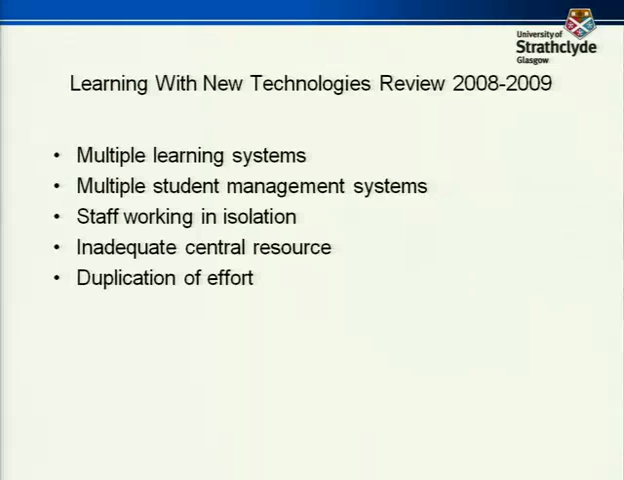 University of
Strathclyde
Glasgow
Learning With New Technologies Review 2008-2009
• Multiple learning systems
• Multiple student management systems
• Staff working in isolation
• Inadequate central resource
• Duplication of effort